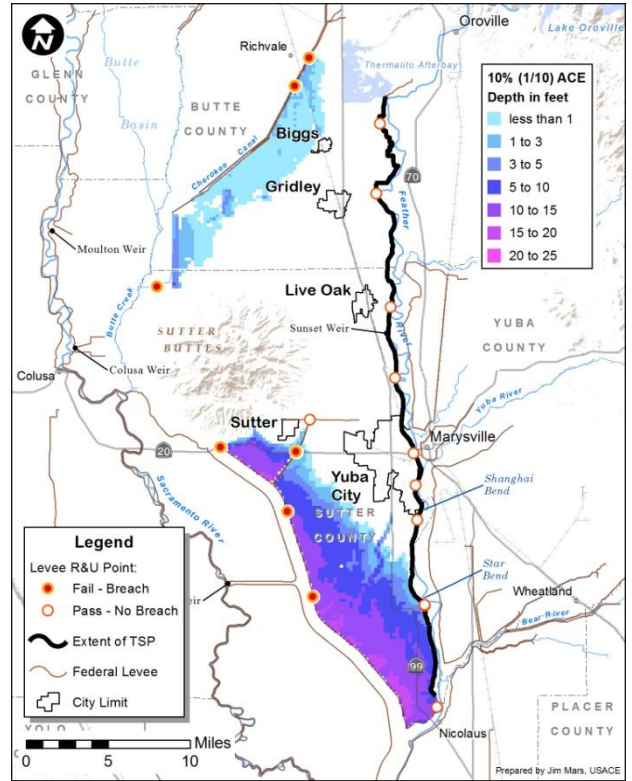 N
Oroville
Lake Oroville
Butte
Richvale
Thermalito Afterbay
GLENN
COUNTY
BUTTE
COUNTY
Basin
Biggs
Cherokee Canal
Gridley
Feather
70
10% (1/10) ACE
Depth in feet
less than 1
1 to 3
3 to 5
5 to 10
10 to 15
15 to 20
20 to 25
Moulton Weir
Butte Creek
Live Oak
Sunset Weir
River
SUTTER
BUTTES
YUBA
COUNTY
Colusa Weir
Colusa
Yuba River
Sutter
20
Marysville
Yuba
City
Shanghai
Bend
Sacramento River
SUTTER
COUNTY
Star
Bend
Wheatland
Bear River
99
Nicolaus
PLACER
COUNTY
Legend
Levee R&U Point:
Fail - Breach
Pass - No Breach
Extent of TSP
Federal Levee
City Limit
YOLO
0 5 10 Miles
Prepared by Jim Mars, USACE